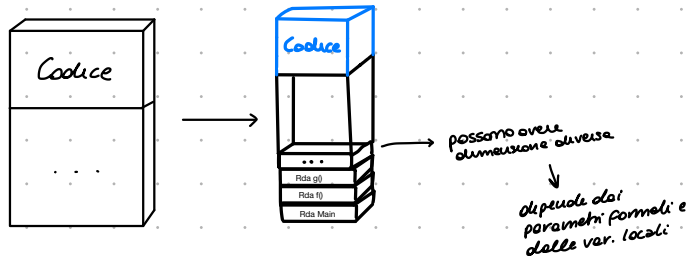 Codice
. . .
Codice
...
Rda g()
Rda f()
Rda Main
possono avere
dimensione diversa
dipende dai
parametri formali e
dalle var. locali